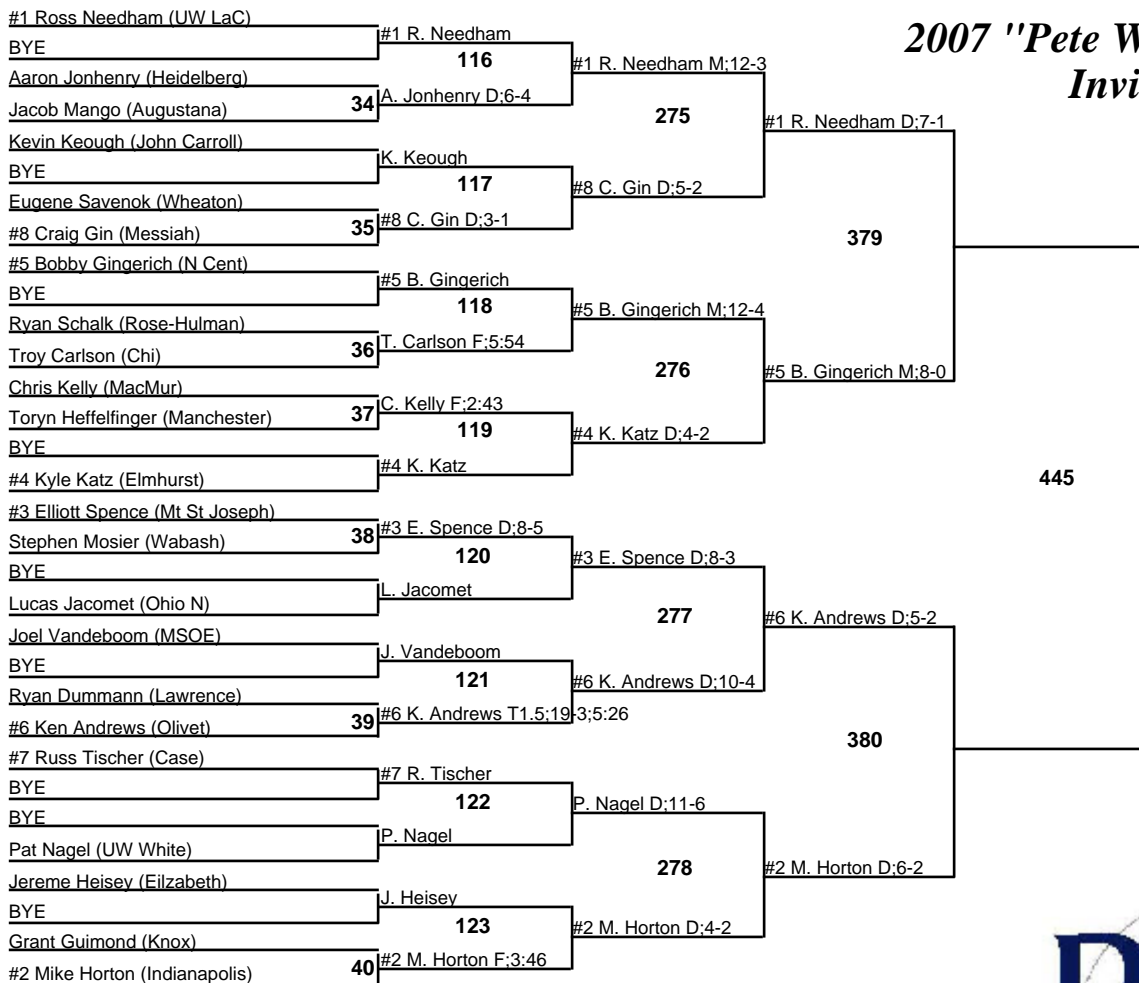 #1 Ross Needham (UW LaC)
BYE
Aaron Jonhenry (Heidelberg)
Jacob Mango (Augustana)
Kevin Keough (John Carroll)
BYE
Eugene Savenok (Wheaton)
#8 Craig Gin (Messiah)
#5 Bobby Gingerich (N Cent)
BYE
Ryan Schalk (Rose-Hulman)
Troy Carlson (Chi)
Chris Kelly (MacMur)
Toryn Heffelfinger (Manchester)
BYE
#4 Kyle Katz (Elmhurst)
#3 Elliott Spence (Mt St Joseph)
Stephen Mosier (Wabash)
BYE
Lucas Jacomet (Ohio N)
Joel Vandeboom (MSOE)
BYE
Ryan Dummann (Lawrence)
#6 Ken Andrews (Olivet)
#7 Russ Tischer (Case)
BYE
BYE
Pat Nagel (UW White)
Jereme Heisey (Eilzabeth)
BYE
Grant Guimond (Knox)
#2 Mike Horton (Indianapolis)
34
35
36
37
38
39
40
#1 R. Needham
116
A. Jonhenry D;6-4
K. Keough
117
#8 C. Gin D;3-1
#5 B. Gingerich
118
T. Carlson F;5:54
C. Kelly F;2:43
119
#4 K. Katz
#3 E. Spence D;8-5
120
L. Jacomet
J. Vandeboom
121
#6 K. Andrews T1.5;19-3;5:26
#7 R. Tischer
122
P. Nagel
J. Heisey
123
#2 M. Horton F;3:46
#1 R. Needham M;12-3
275
#8 C. Gin D;5-2
#5 B. Gingerich M;12-4
276
#4 K. Katz D;4-2
#3 E. Spence D;8-3
277
#6 K. Andrews D;10-4
P. Nagel D;11-6
278
#2 M. Horton D;4-2
#1 R. Needham D;7-1
379
#5 B. Gingerich M;8-0
#6 K. Andrews D;5-2
380
#2 M. Horton D;6-2
445
2007 "Pete W
Invi